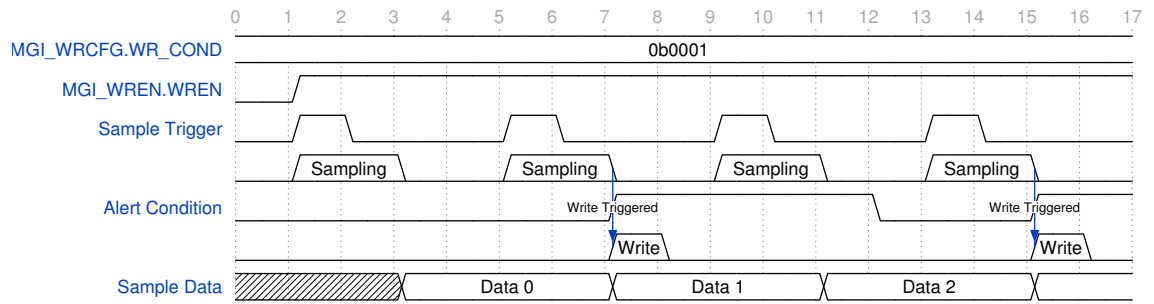 0 1 2 3 4 5 6 7 8 9 10 11 12 13 14 15 16 17
MGI_WRCFG.WR_COND 0b0001
MGI_WREN.WREN
Sample Trigger
Sampling Sampling Sampling Sampling
Alert Condition Write Triggered Write Triggered
Write Write
Sample Data Data 0 Data 1 Data 2